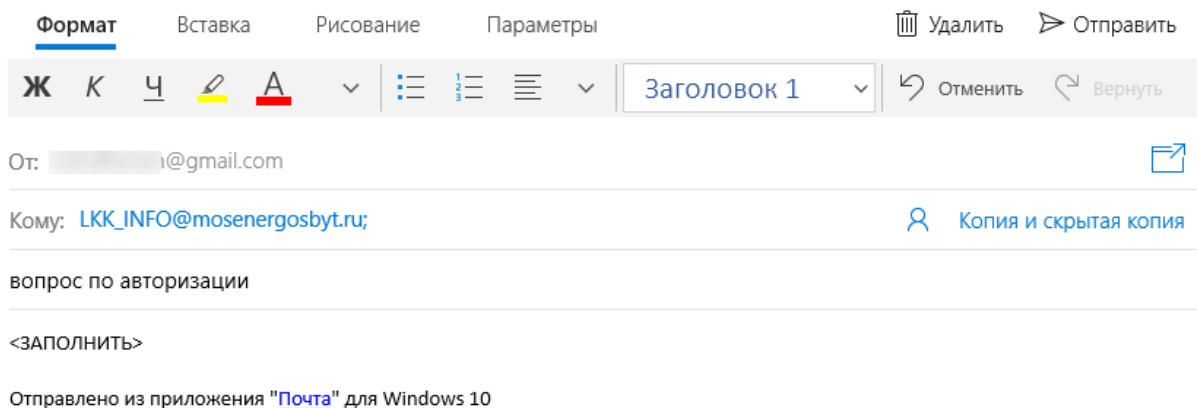 Формат Вставка Рисование Параметры Удалить Отправить
Ж К Ч А Заголовок 1 Отменить Вернуть
От: @gmail.com
Кому: LKK_INFO@mosenergosbyt.ru; Копия и скрытая копия
вопрос по авторизации
<ЗАПОЛНИТЬ>
Отправлено из приложения "Почта" для Windows 10